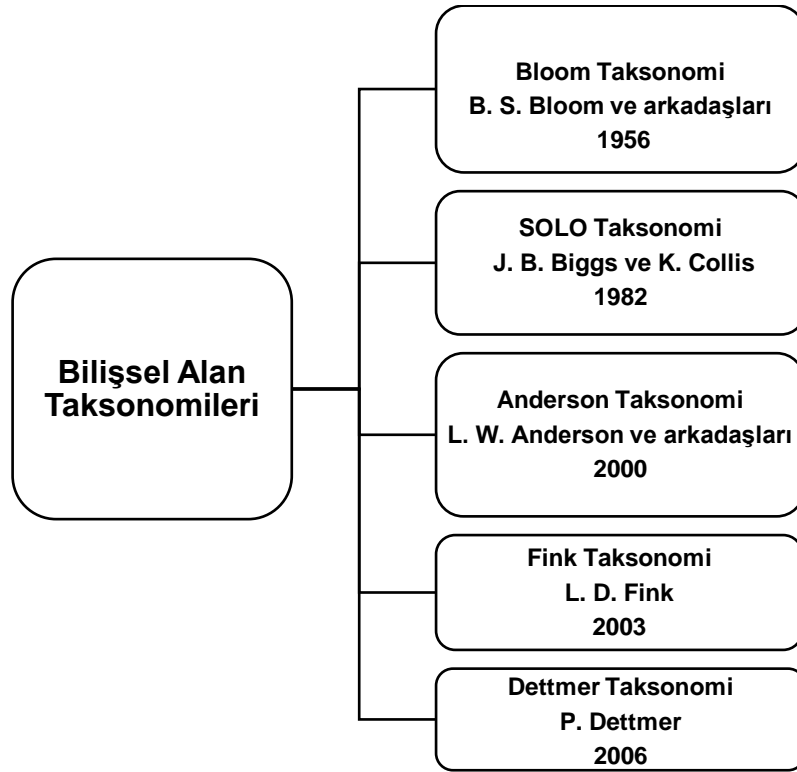 Bilişsel Alan
Taksonomileri
Bloom Taksonomi
B. S. Bloom ve arkadaşları
1956
SOLO Taksonomi
J. B. Biggs ve K. Collis
1982
Anderson Taksonomi
L. W. Anderson ve arkadaşları
2000
Fink Taksonomi
L. D. Fink
2003
Dettmer Taksonomi
P. Dettmer
2006